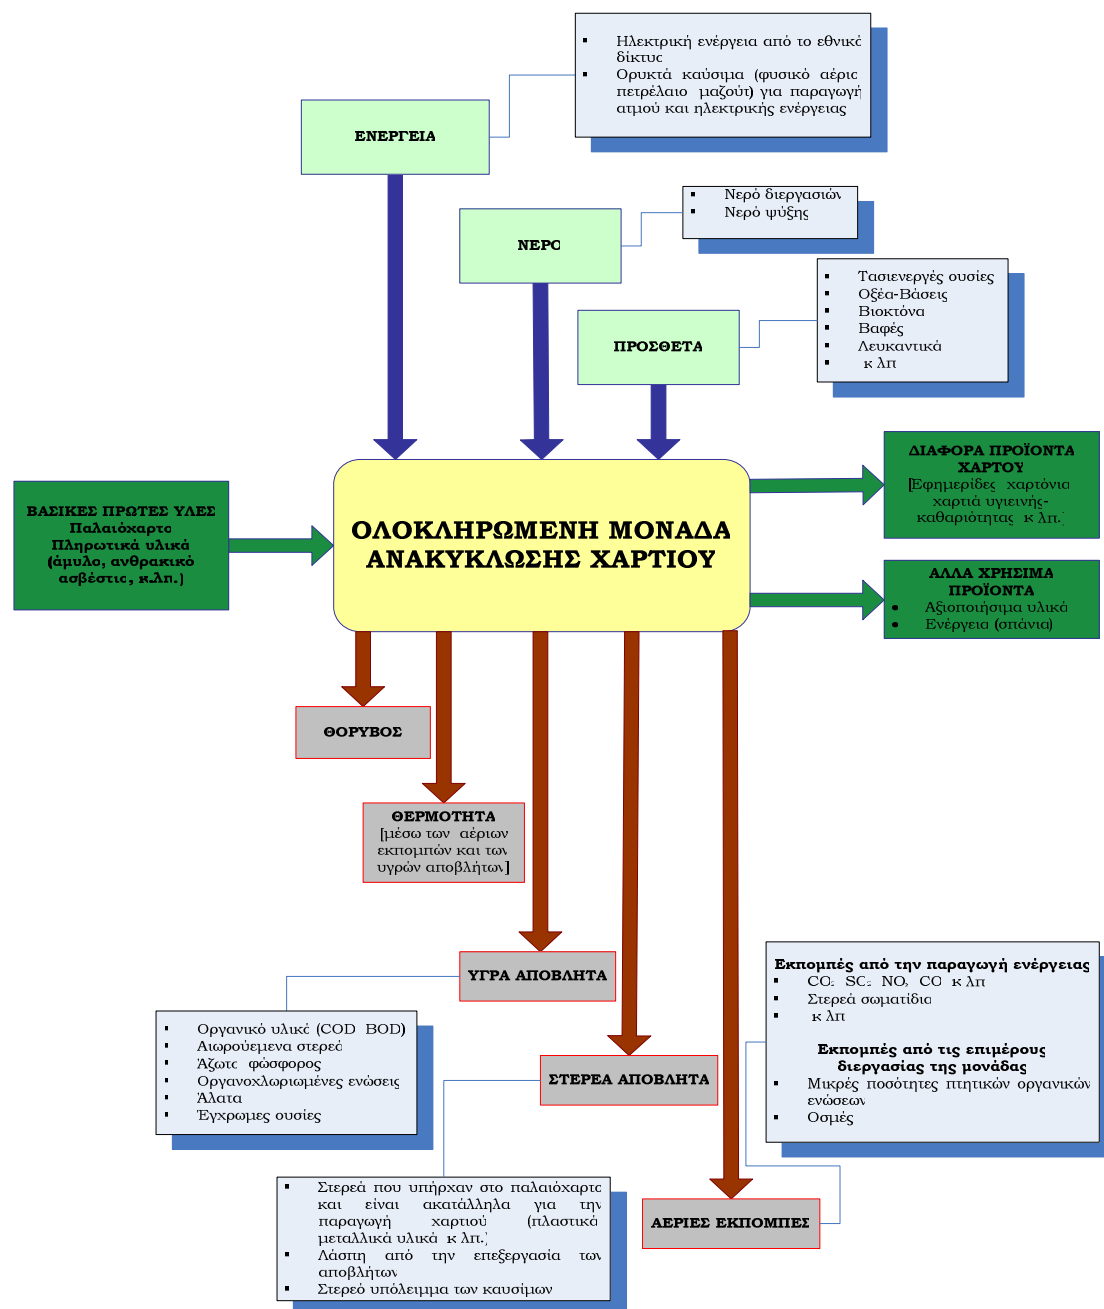 ▪ Ηλεκτρική ενέργεια από το εθνικό
δίκτυο
▪ Ορυκτά καύσιμα (φυσικό αέριο
πετρέλαιο μαζούτ) για παραγωγή
ατμού και ηλεκτρικής ενέργειας
ΕΝΕΡΓΕΙΑ
▪ Νερό διεργασιών
▪ Νερό ψύξης
ΝΕΡΟ
▪ Τασιενεργές ουσίες
▪ Οξέα-Βάσεις
▪ Βιοκτόνα
▪ Βαφές
▪ Λευκαντικά
▪ κ λπ
ΠΡΟΣΘΕΤΑ
ΒΑΣΙΚΕΣ ΠΡΩΤΕΣ ΥΛΕΣ
Παλαιόχαρτο
Πληρωτικά υλικά
(άμυλο, ανθρακικό
ασβέστιο, κ.λπ.)
ΟΛΟΚΛΗΡΩΜΕΝΗ ΜΟΝΑΔΑ
ΑΝΑΚΥΚΛΩΣΗΣ ΧΑΡΤΙΟΥ
ΔΙΑΦΟΡΑ ΠΡΟΪΟΝΤΑ
ΧΑΡΤΟΥ
[Εφημερίδες χαρτόνια
χαρτιά υγιεινής-
καθαριότητας κ λπ.]
ΑΛΛΑ ΧΡΗΣΙΜΑ
ΠΡΟΪΟΝΤΑ
● Αξιοποιήσιμα υλικά
● Ενέργεια (σπάνια)
ΘΟΡΥΒΟΣ
ΘΕΡΜΟΤΗΤΑ
[μέσω των αέριων
εκπομπών και των
υγρών αποβλήτων]
ΥΓΡΑ ΑΠΟΒΛΗΤΑ
▪ Οργανικό υλικό (COD BOD)
▪ Αιωρούεμενα στερεά
▪ Άζωτο φώσφορος
▪ Οργανοχλωριωμένες ενώσεις
▪ Άλατα
▪ Έγχρωμες ουσίες
ΣΤΕΡΕΑ ΑΠΟΒΛΗΤΑ
▪ Στερεά που υπήρχαν στο παλαιόχαρτο
και είναι ακατάλληλα για την
παραγωγή χαρτιού (πλαστικά
μεταλλικά υλικά κ λπ.)
▪ Λάσπη από την επεξεργασία των
αποβλήτων
▪ Στερεό υπόλειμμα των καυσίμων
Εκπομπές από την παραγωγή ενέργειας
▪ CO₂ SO₂ NOₓ CO κ λπ
▪ Στερεά σωματίδια
▪ κ λπ
Εκπομπές από τις επιμέρους
διεργασίας της μονάδας
▪ Μικρές ποσότητες πτητικών οργανικών
ενώσεων
▪ Οσμές
ΑΕΡΙΕΣ ΕΚΠΟΜΠΕΣ